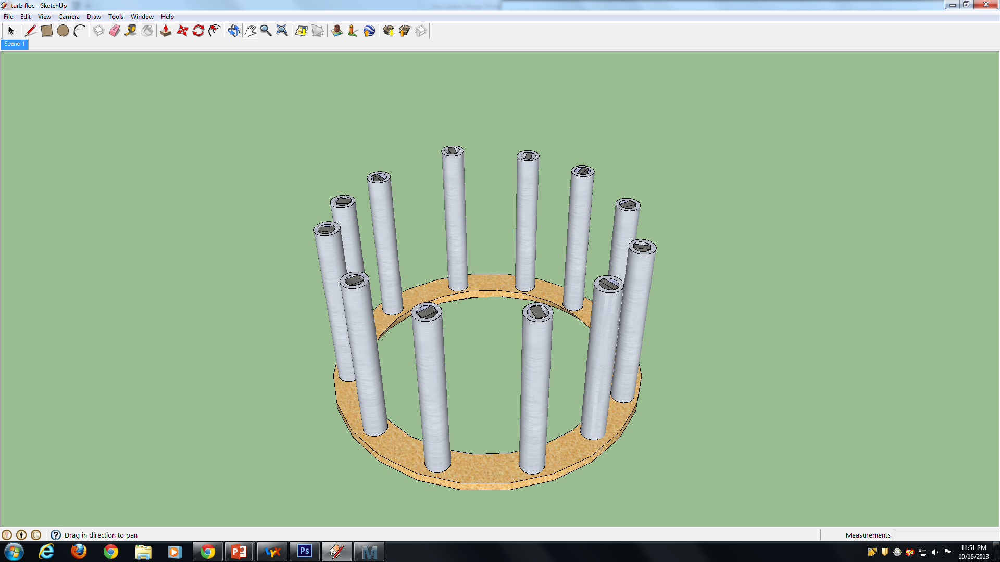 turb floc - SketchUp
File Edit View Camera Draw Tools Window Help
Scene 1
Drag in direction to pan
Measurements
Ps
11:51 PM
10/16/2013